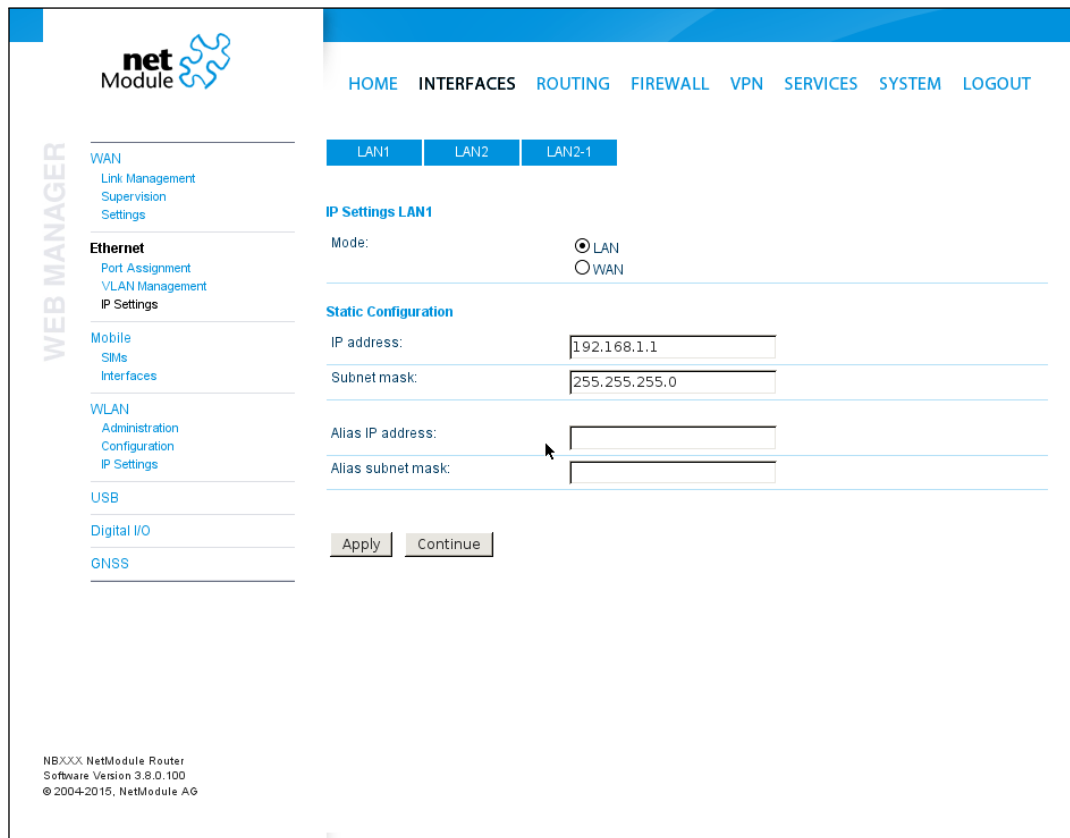 net
Module
HOME INTERFACES ROUTING FIREWALL VPN SERVICES SYSTEM LOGOUT
WEB MANAGER
WAN
Link Management
Supervision
Settings
Ethernet
Port Assignment
VLAN Management
IP Settings
Mobile
SIMs
Interfaces
WLAN
Administration
Configuration
IP Settings
USB
Digital I/O
GNSS
LAN1 LAN2 LAN2-1
IP Settings LAN1
Mode:
LAN
WAN
Static Configuration
IP address: 192.168.1.1
Subnet mask: 255.255.255.0
Alias IP address:
Alias subnet mask:
Apply Continue
NBXXX NetModule Router
Software Version 3.8.0.100
© 2004-2015, NetModule AG